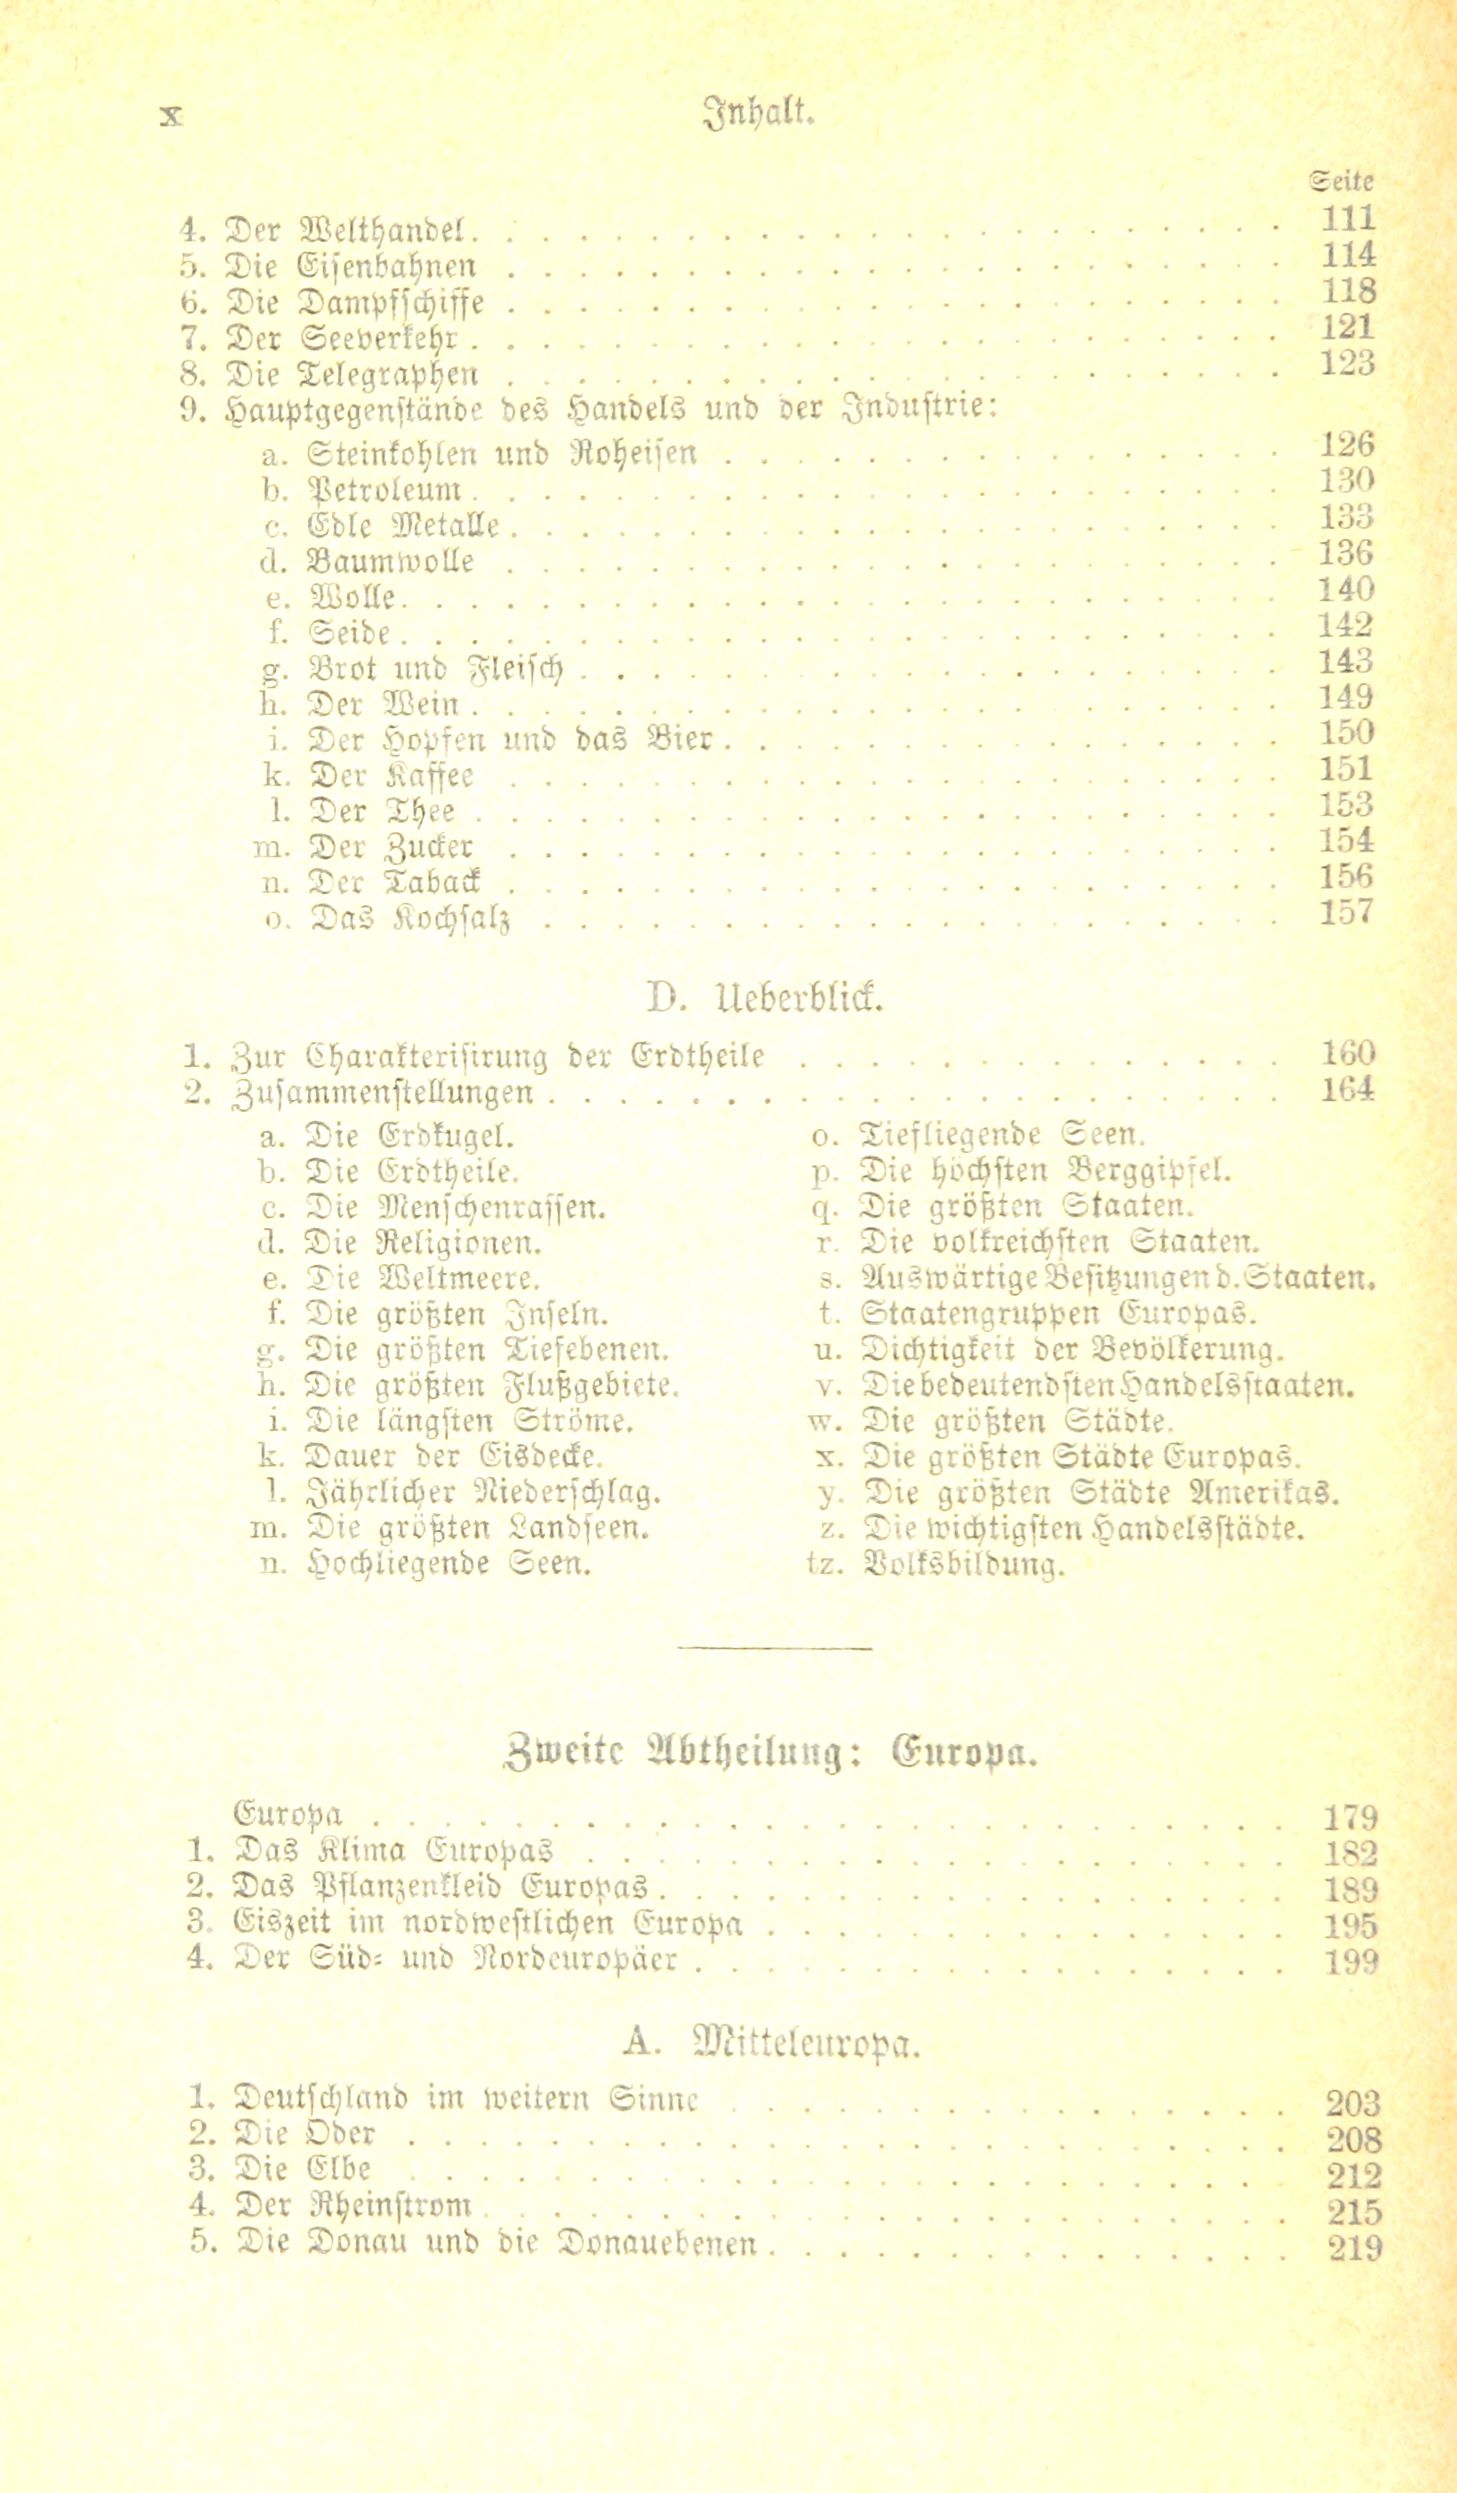 x Inhalt.
Seite
4. Der Welthandel. . . . . . . . . . . . . . . . . . . . . . . 111
5. Die Eisenbahnen . . . . . . . . . . . . . . . . . . . . . . 114
6. Die Dampfschiffe . . . . . . . . . . . . . . . . . . . . . . 118
7. Der Seeverkehr . . . . . . . . . . . . . . . . . . . . . . . 121
8. Die Telegraphen . . . . . . . . . . . . . . . . . . . . . . 123
9. Hauptgegenstände des Handels und der Industrie:
a. Steinkohlen und Roheisen . . . . . . . . . . . . . . . . 126
b. Petroleum . . . . . . . . . . . . . . . . . . . . . . . 130
c. Edle Metalle . . . . . . . . . . . . . . . . . . . . . . 133
d. Baumwolle . . . . . . . . . . . . . . . . . . . . . . 136
e. Wolle . . . . . . . . . . . . . . . . . . . . . . . . . 140
f. Seide . . . . . . . . . . . . . . . . . . . . . . . . . 142
g. Brot und Fleisch . . . . . . . . . . . . . . . . . . . . 143
h. Der Wein . . . . . . . . . . . . . . . . . . . . . . . 149
i. Der Hopfen und das Bier . . . . . . . . . . . . . . . . 150
k. Der Kaffee . . . . . . . . . . . . . . . . . . . . . . 151
l. Der Thee . . . . . . . . . . . . . . . . . . . . . . . 153
m. Der Zucker . . . . . . . . . . . . . . . . . . . . . . 154
n. Der Taback . . . . . . . . . . . . . . . . . . . . . . 156
o. Das Kochsalz . . . . . . . . . . . . . . . . . . . . . 157
D. Ueberblick.
1. Zur Charakterisirung der Erdtheile . . . . . . . . . . . . . . 160
2. Zusammenstellungen . . . . . . . . . . . . . . . . . . . . . 164
a. Die Erdkugel.
b. Die Erdtheile.
c. Die Menschenrassen.
d. Die Religionen.
e. Die Weltmeere.
f. Die größten Inseln.
g. Die größten Tiefebenen.
h. Die größten Flußgebiete.
i. Die längsten Ströme.
k. Dauer der Eisdecke.
l. Jährlicher Niederschlag.
m. Die größten Landseen.
n. Hochliegende Seen.
o. Tiefliegende Seen.
p. Die höchsten Berggipfel.
q. Die größten Staaten.
r. Die volkreichsten Staaten.
s. Auswärtige Besitzungen d. Staaten.
t. Staatengruppen Europas.
u. Dichtigkeit der Bevölkerung.
v. Die bedeutendsten Handelsstaaten.
w. Die größten Städte.
x. Die größten Städte Europas.
y. Die größten Städte Amerikas.
z. Die wichtigsten Handelsstädte.
tz. Volksbildung.
Zweite Abtheilung: Europa.
Europa . . . . . . . . . . . . . . . . . . . . . . . . . . 179
1. Das Klima Europas . . . . . . . . . . . . . . . . . . . . 182
2. Das Pflanzenkleid Europas . . . . . . . . . . . . . . . . . . 189
3. Eiszeit im nordwestlichen Europa . . . . . . . . . . . . . . . 195
4. Der Süd- und Nordeuropäer . . . . . . . . . . . . . . . . . 199
A. Mitteleuropa.
1. Deutschland im weitern Sinne . . . . . . . . . . . . . . . . 203
2. Die Oder . . . . . . . . . . . . . . . . . . . . . . . . . 208
3. Die Elbe . . . . . . . . . . . . . . . . . . . . . . . . . 212
4. Der Rheinstrom . . . . . . . . . . . . . . . . . . . . . . . 215
5. Die Donau und die Donauebenen . . . . . . . . . . . . . . . 219